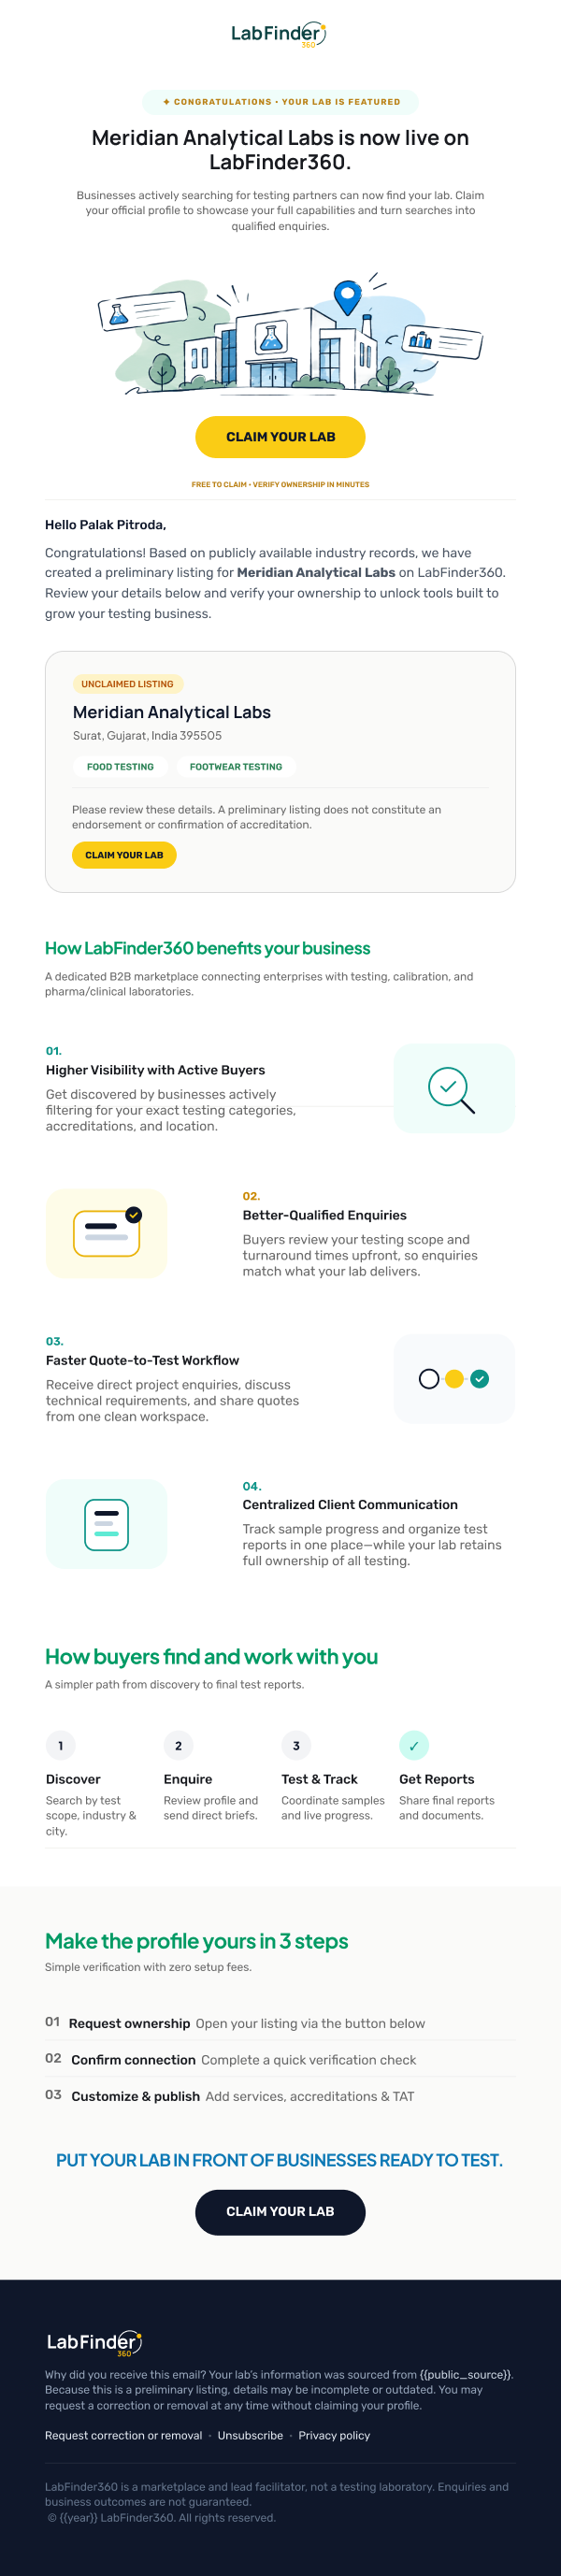 LabFinder
360
✦ CONGRATULATIONS • YOUR LAB IS FEATURED
Meridian Analytical Labs is now live on
LabFinder360.
Businesses actively searching for testing partners can now find your lab. Claim
your official profile to showcase your full capabilities and turn searches into
qualified enquiries.
CLAIM YOUR LAB
FREE TO CLAIM • VERIFY OWNERSHIP IN MINUTES
Hello Palak Pitroda,
Congratulations! Based on publicly available industry records, we have
created a preliminary listing for Meridian Analytical Labs on LabFinder360.
Review your details below and verify your ownership to unlock tools built to
grow your testing business.
UNCLAIMED LISTING
Meridian Analytical Labs
Surat, Gujarat, India 395505
FOOD TESTING FOOTWEAR TESTING
Please review these details. A preliminary listing does not constitute an
endorsement or confirmation of accreditation.
CLAIM YOUR LAB
How LabFinder360 benefits your business
A dedicated B2B marketplace connecting enterprises with testing, calibration, and
pharma/clinical laboratories.
01.
Higher Visibility with Active Buyers
Get discovered by businesses actively
filtering for your exact testing categories,
accreditations, and location.
02.
Better-Qualified Enquiries
Buyers review your testing scope and
turnaround times upfront, so enquiries
match what your lab delivers.
03.
Faster Quote-to-Test Workflow
Receive direct project enquiries, discuss
technical requirements, and share quotes
from one clean workspace.
04.
Centralized Client Communication
Track sample progress and organize test
reports in one place—while your lab retains
full ownership of all testing.
How buyers find and work with you
A simpler path from discovery to final test reports.
1 2 3 ✓
Discover Enquire Test & Track Get Reports
Search by test Review profile and Coordinate samples Share final reports
scope, industry & send direct briefs. and live progress. and documents.
city.
Make the profile yours in 3 steps
Simple verification with zero setup fees.
01 Request ownership Open your listing via the button below
02 Confirm connection Complete a quick verification check
03 Customize & publish Add services, accreditations & TAT
PUT YOUR LAB IN FRONT OF BUSINESSES READY TO TEST.
CLAIM YOUR LAB
LabFinder
360
Why did you receive this email? Your lab's information was sourced from {{public_source}}.
Because this is a preliminary listing, details may be incomplete or outdated. You may
request a correction or removal at any time without claiming your profile.
Request correction or removal • Unsubscribe • Privacy policy
LabFinder360 is a marketplace and lead facilitator, not a testing laboratory. Enquiries and
business outcomes are not guaranteed.
© {{year}} LabFinder360. All rights reserved.